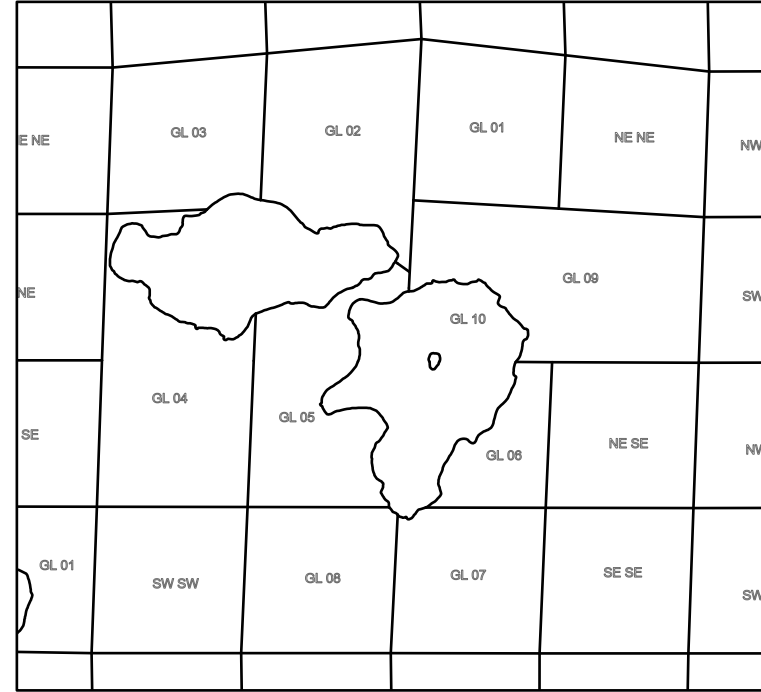 GL 03
GL 02
GL 01
NE NE
E NE
NW
NE
GL 09
SW
GL 10
GL 04
GL 05
SE
GL 06
NE SE
NW
GL 01
SW SW
GL 08
GL 07
SE SE
SW